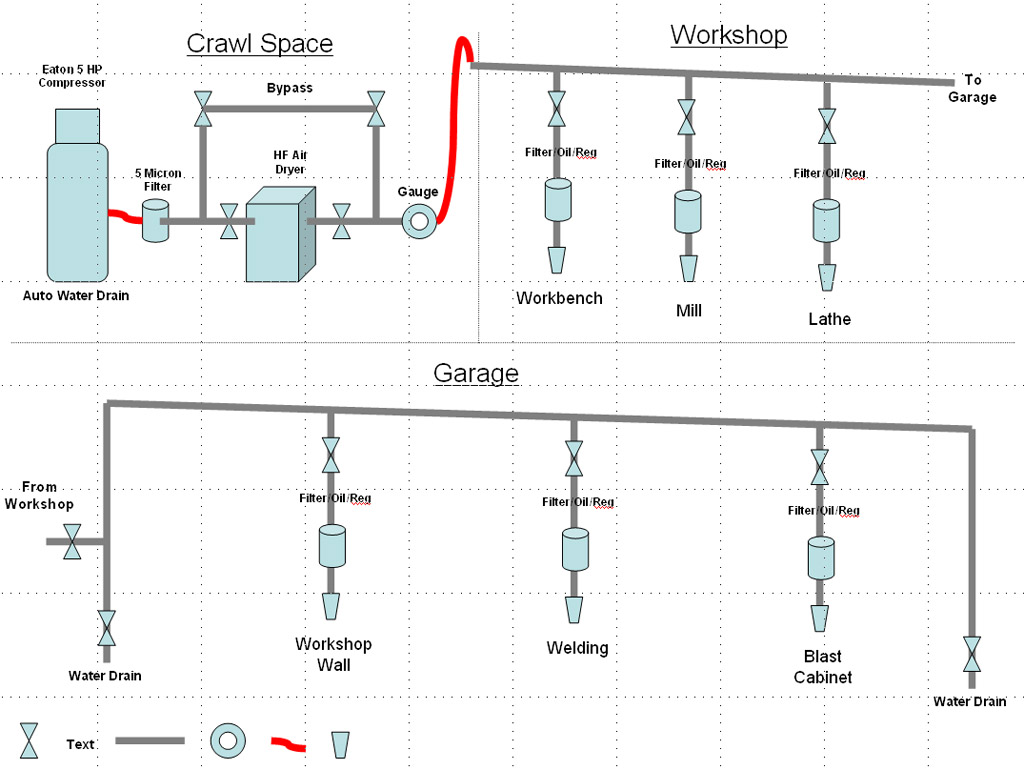 Crawl Space
Workshop
Eaton 5 HP
Compressor
Bypass
To
Garage
HF Air
Dryer
5 Micron
Filter
Gauge
Filter/Oil/Reg
Filter/Oil/Reg
Filter/Oil/Reg
Auto Water Drain
Workbench
Mill
Lathe
Garage
From
Workshop
Filter/Oil/Reg
Filter/Oil/Reg
Filter/Oil/Reg
Workshop
Wall
Welding
Blast
Cabinet
Water Drain
Water Drain
Text